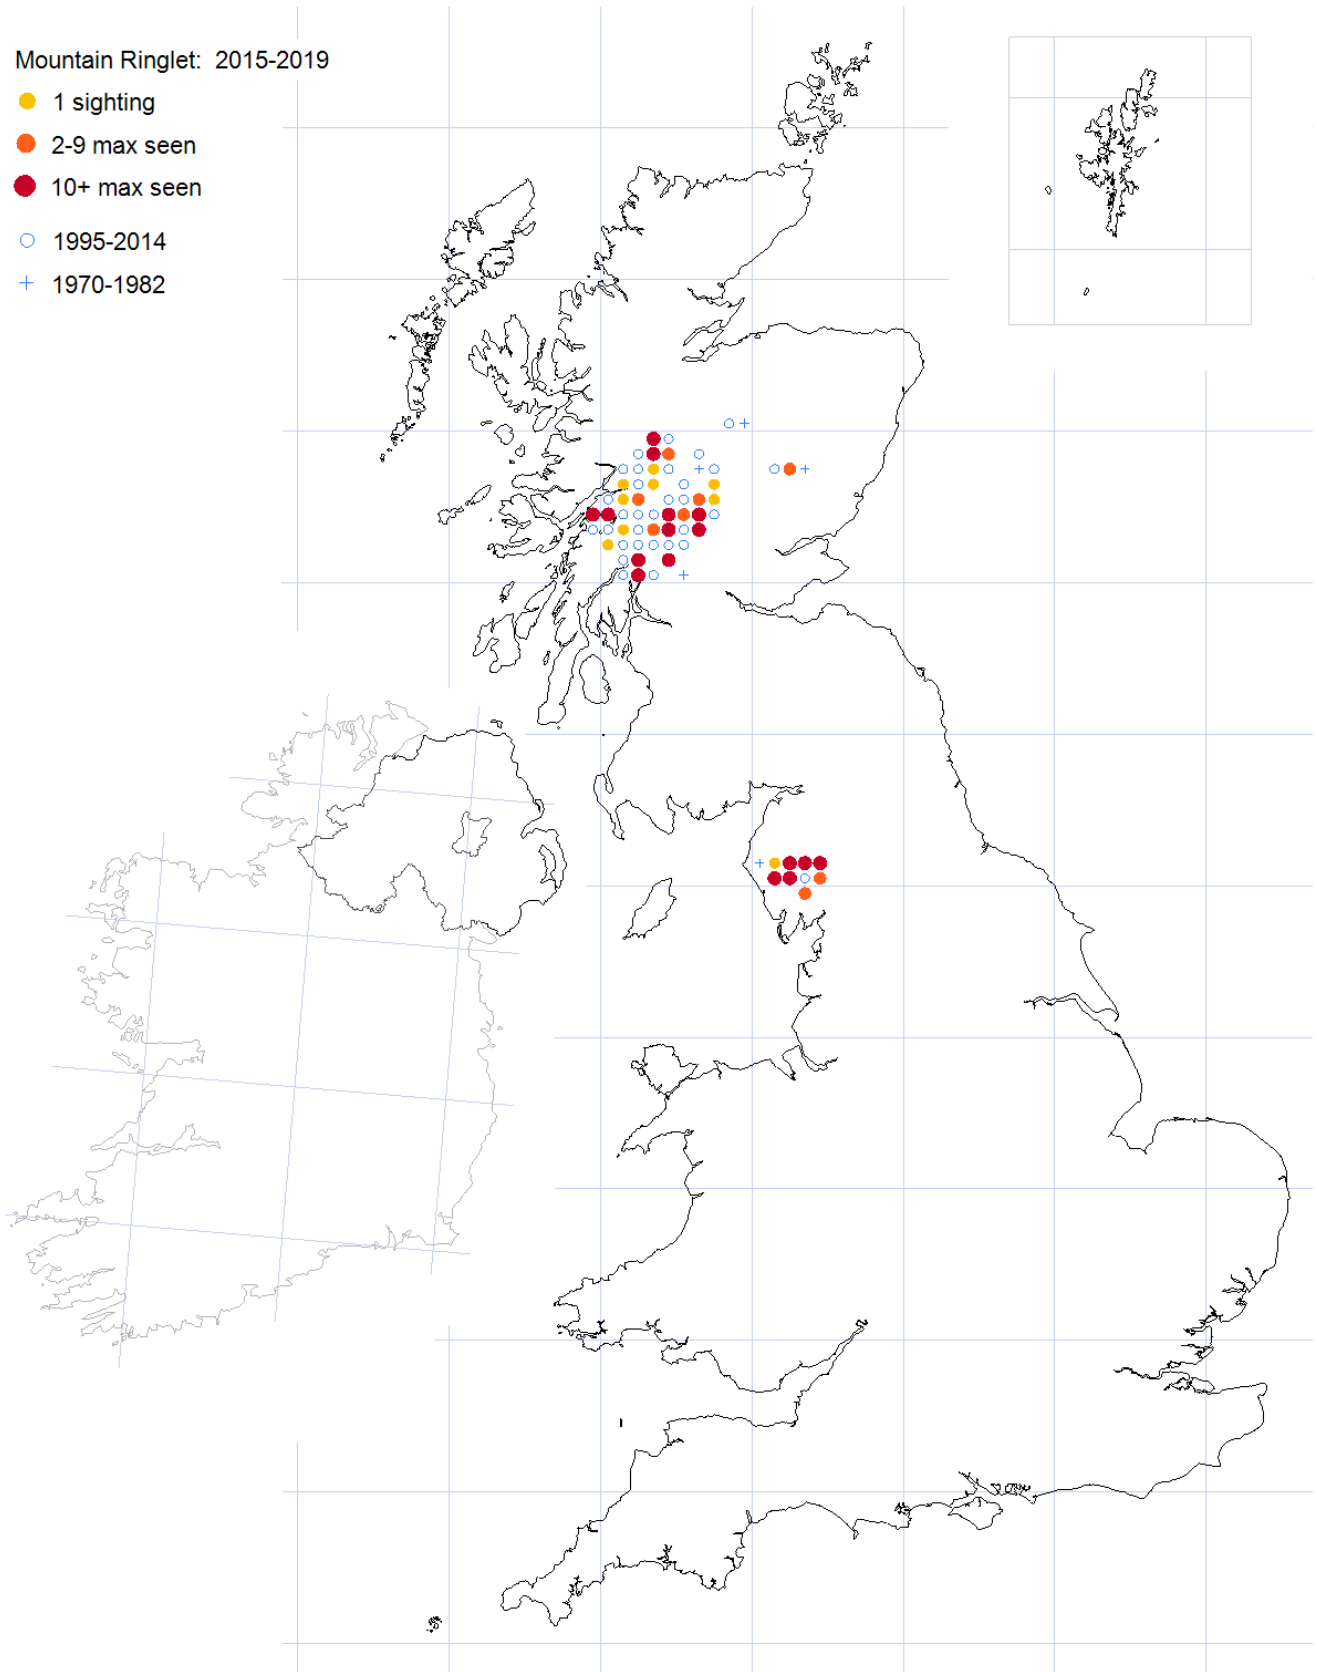 Mountain Ringlet: 2015-2019
1 sighting
2-9 max seen
10+ max seen
1995-2014
1970-1982